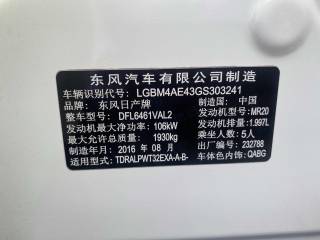 东风汽车有限公司制造
车辆识别代号: LGBM4AE43GS303241
品牌: 东风日产牌 制造国: 中国
整车型号: DFL6461VAL2 发动机型号: MR20
发动机最大净功率: 106kW 发动机排量: 1.997L
最大允许总质量: 1930kg 乘坐人数: 5人
制造年月: 2016 年 08 月 出厂编号: 232788
适用型式: TDRALPWT32EXA-A-B- 车体色内饰: QABG